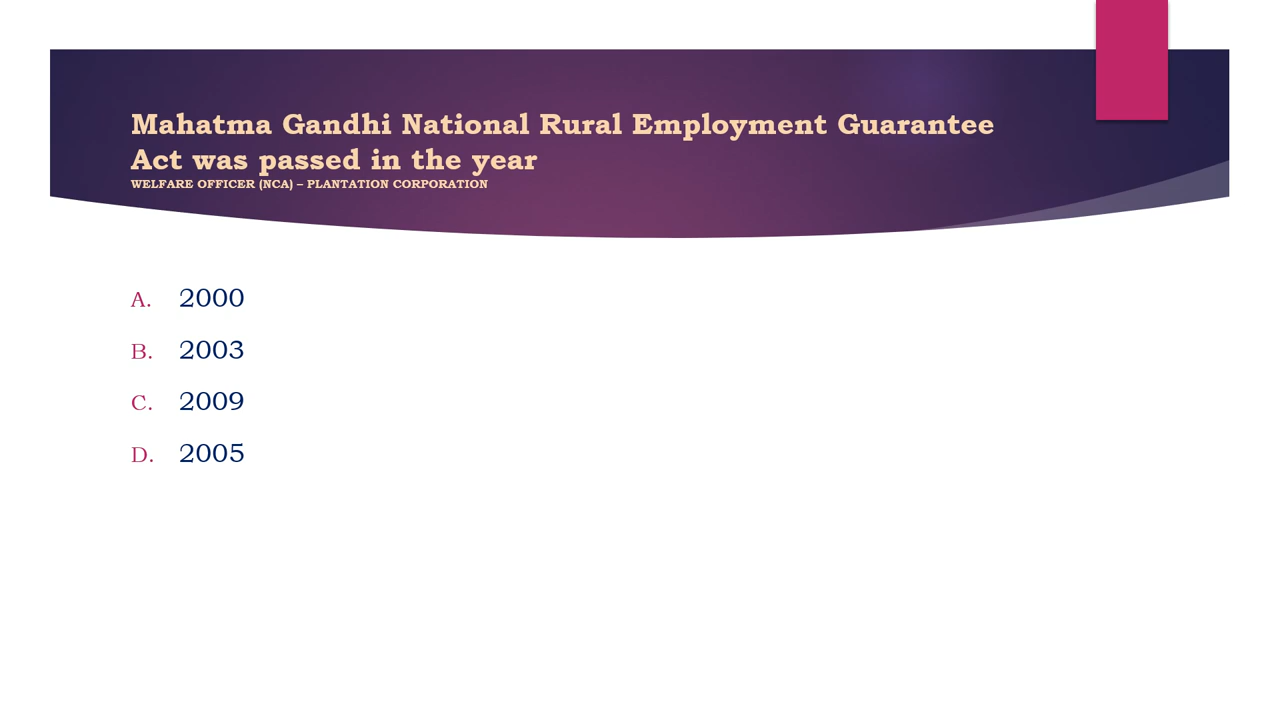 Mahatma Gandhi National Rural Employment Guarantee
Act was passed in the year
WELFARE OFFICER (NCA) – PLANTATION CORPORATION
A. 2000
B. 2003
C. 2009
D. 2005